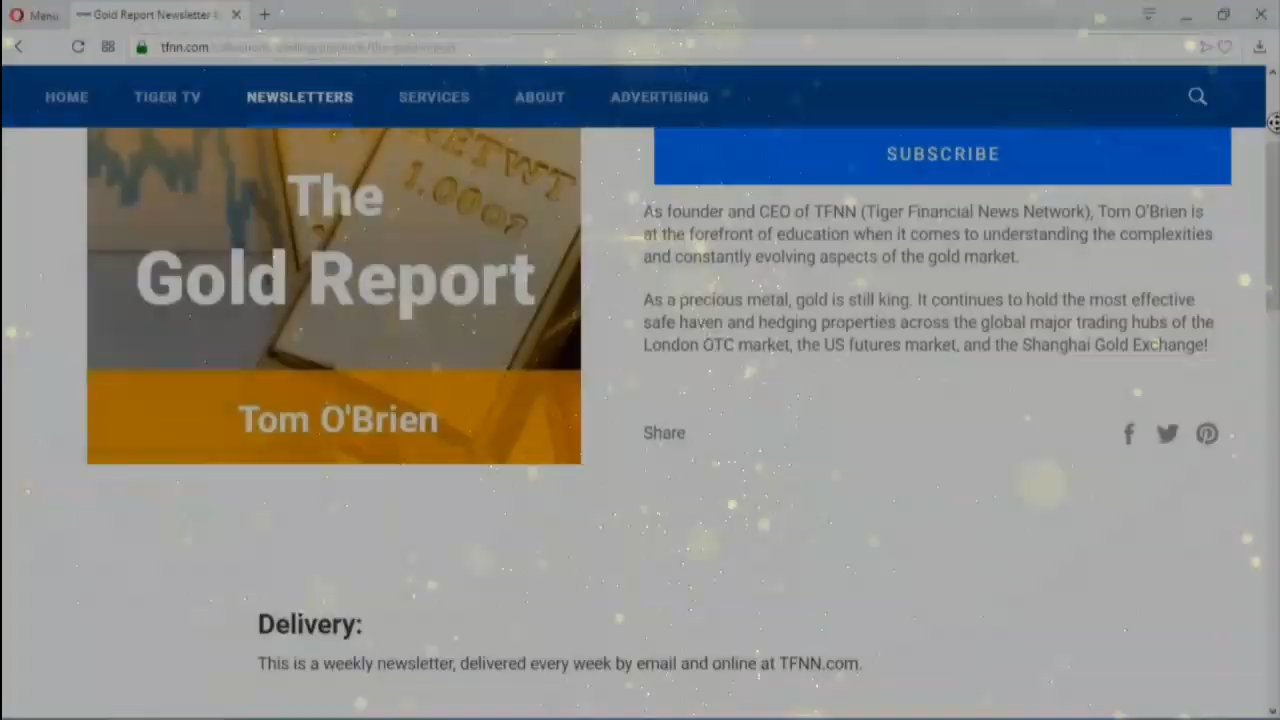 Menu
Gold Report Newsletter
tfnn.com
HOME TIGER TV NEWSLETTERS SERVICES ABOUT ADVERTISING
The
Gold Report
Tom O'Brien
1.00oz
SUBSCRIBE
As founder and CEO of TFNN (Tiger Financial News Network), Tom O'Brien is
at the forefront of education when it comes to understanding the complexities
and constantly evolving aspects of the gold market.
As a precious metal, gold is still king. It continues to hold the most effective
safe haven and hedging properties across the global major trading hubs of the
London OTC market, the US futures market, and the Shanghai Gold Exchange!
Share
Delivery:
This is a weekly newsletter, delivered every week by email and online at TFNN.com.